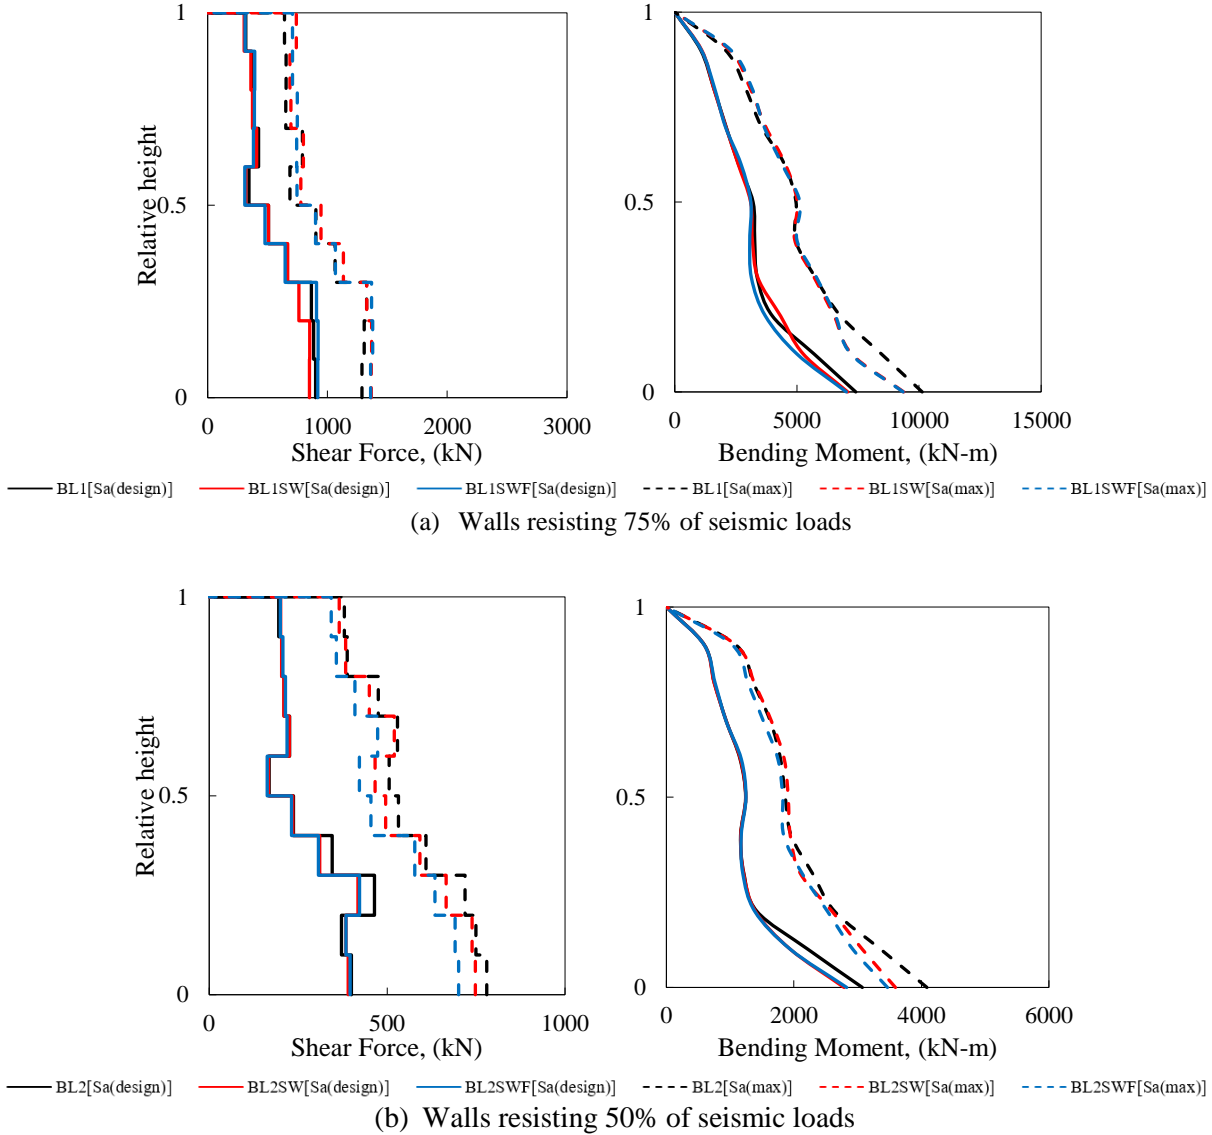 1
0.5
0
Relative height
0 1000 2000 3000
Shear Force, (kN)
1
0.5
0
0 5000 10000 15000
Bending Moment, (kN-m)
BL1[Sa(design)] BL1SW[Sa(design)] BL1SWF[Sa(design)] BL1[Sa(max)] BL1SW[Sa(max)] BL1SWF[Sa(max)]
(a) Walls resisting 75% of seismic loads
1
0.5
0
Relative height
0 500 1000
Shear Force, (kN)
1
0.5
0
0 2000 4000 6000
Bending Moment, (kN-m)
BL2[Sa(design)] BL2SW[Sa(design)] BL2SWF[Sa(design)] BL2[Sa(max)] BL2SW[Sa(max)] BL2SWF[Sa(max)]
(b) Walls resisting 50% of seismic loads